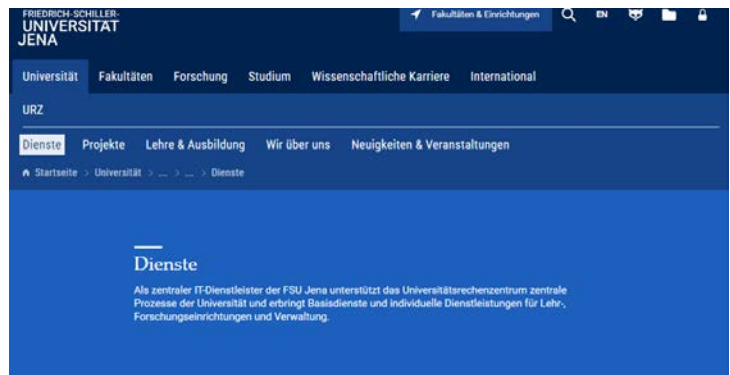 FRIEDRICH-SCHILLER-
UNIVERSITÄT
JENA
Fakultäten & Einrichtungen
EN
Universität Fakultäten Forschung Studium Wissenschaftliche Karriere International
URZ
Dienste Projekte Lehre & Ausbildung Wir über uns Neuigkeiten & Veranstaltungen
Startseite > Universität > ... > ... > Dienste
Dienste
Als zentraler IT-Dienstleister der FSU Jena unterstützt das Universitätsrechenzentrum zentrale
Prozesse der Universität und erbringt Basisdienste und individuelle Dienstleistungen für Lehr-,
Forschungseinrichtungen und Verwaltung.